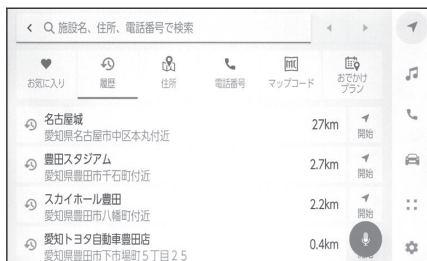 施設名、住所、電話番号で検索
お気に入り
履歴
住所
電話番号
マップコード
おでかけ
プラン
名古屋城
愛知県名古屋市中区本丸付近
27km
開始
豊田スタジアム
愛知県豊田市千石町付近
2.7km
開始
スカイホール豊田
愛知県豊田市八幡町付近
2.2km
開始
愛知トヨタ自動車豊田店
愛知県豊田市下市場町5丁目25
0.4km